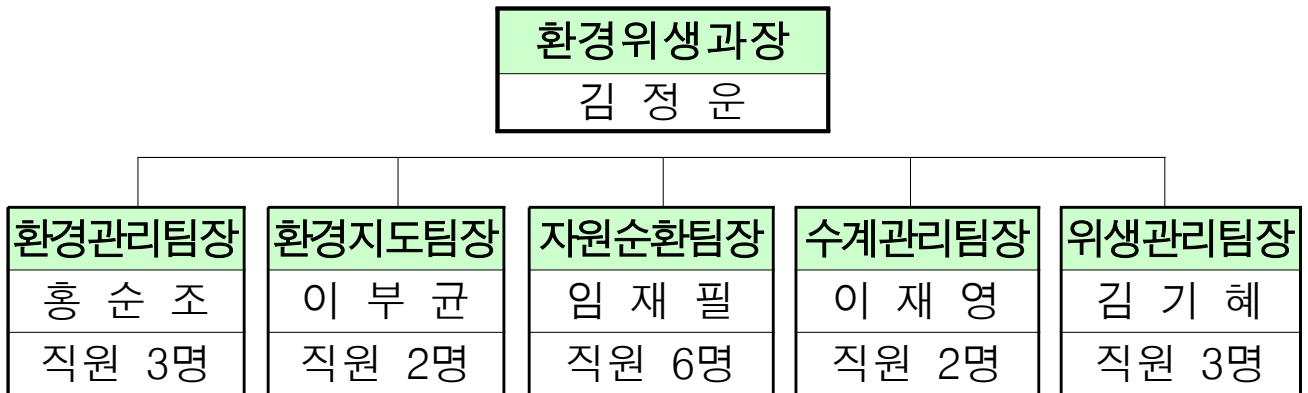 환경위생과장
김 정 운
환경관리팀장 환경지도팀장 자원순환팀장 수계관리팀장 위생관리팀장
홍 순 조 이 부 균 임 재 필 이 재 영 김 기 혜
직원 3명 직원 2명 직원 6명 직원 2명 직원 3명